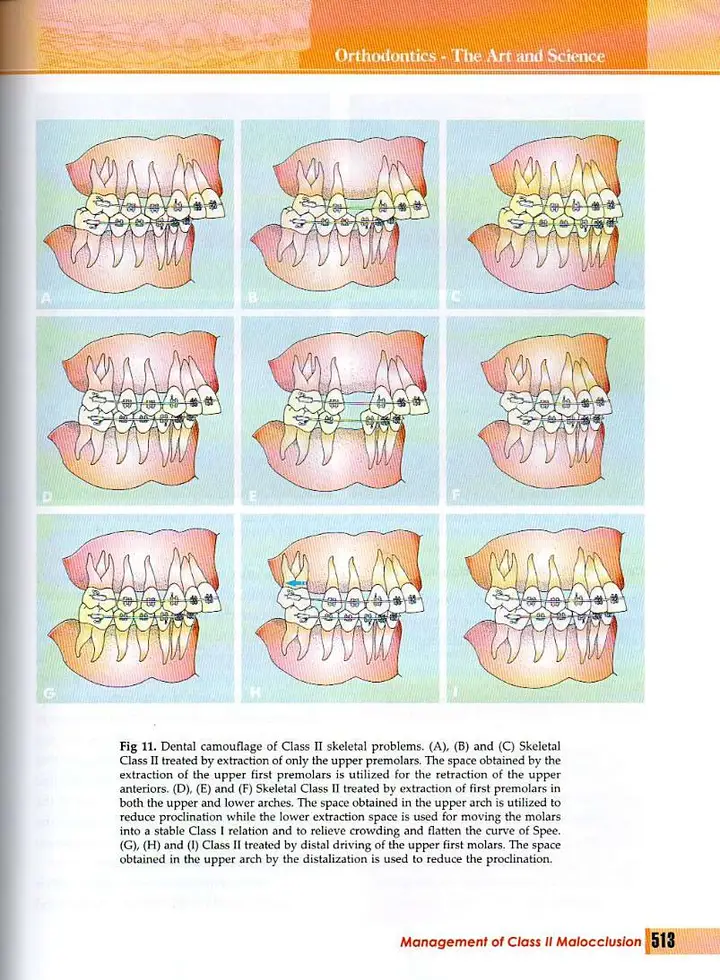 Orthodontics - The Art and Science
A
B
C
D
E
F
G
H
I
Fig 11. Dental camouflage of Class II skeletal problems. (A), (B) and (C) Skeletal
Class II treated by extraction of only the upper premolars. The space obtained by the
extraction of the upper first premolars is utilized for the retraction of the upper
anteriors. (D), (E) and (F) Skeletal Class II treated by extraction of first premolars in
both the upper and lower arches. The space obtained in the upper arch is utilized to
reduce proclination while the lower extraction space is used for moving the molars
into a stable Class I relation and to relieve crowding and flatten the curve of Spee.
(G), (H) and (I) Class II treated by distal driving of the upper first molars. The space
obtained in the upper arch by the distalization is used to reduce the proclination.
Management of Class II Malocclusion 513